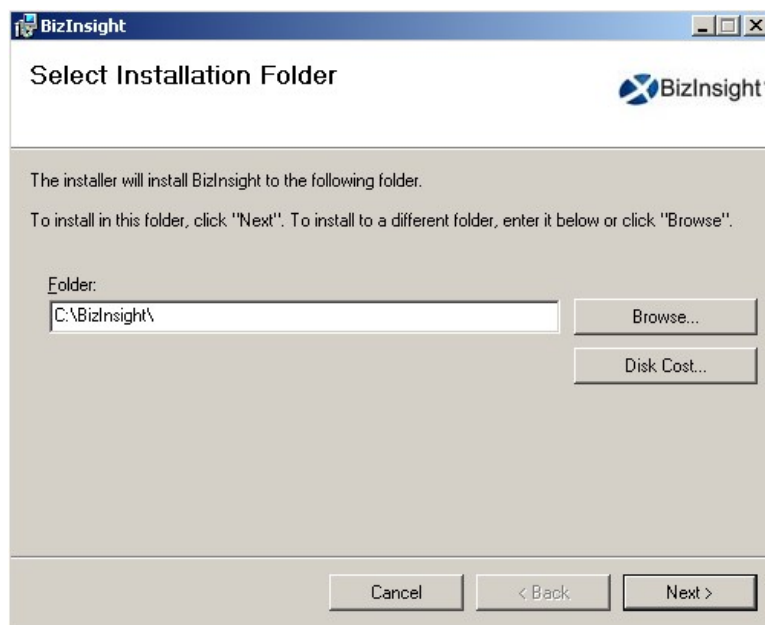 BizInsight
Select Installation Folder
BizInsight
The installer will install BizInsight to the following folder.
To install in this folder, click "Next". To install to a different folder, enter it below or click "Browse".
Folder:
C:\BizInsight\
Browse...
Disk Cost...
Cancel
< Back
Next >